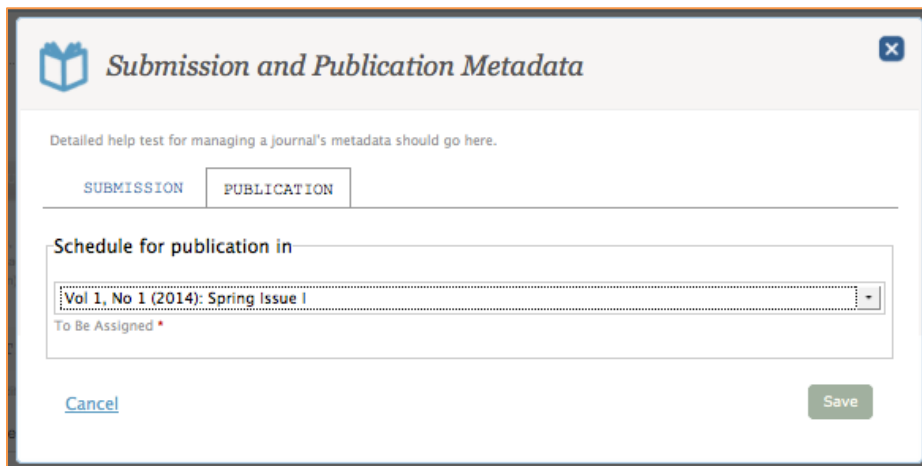 Submission and Publication Metadata
Detailed help test for managing a journal's metadata should go here.
SUBMISSION PUBLICATION
Schedule for publication in
Vol 1, No 1 (2014): Spring Issue I
To Be Assigned *
Cancel Save